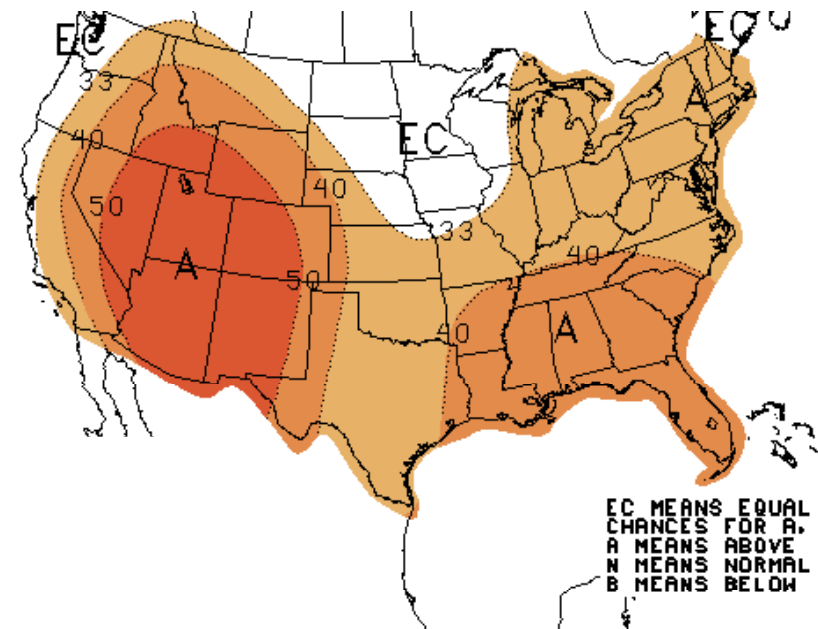 EC
EC
33
A
40
EC
40
50
33
40
A
50
40
A
EC MEANS EQUAL
CHANCES FOR A,
A MEANS ABOVE
N MEANS NORMAL
B MEANS BELOW